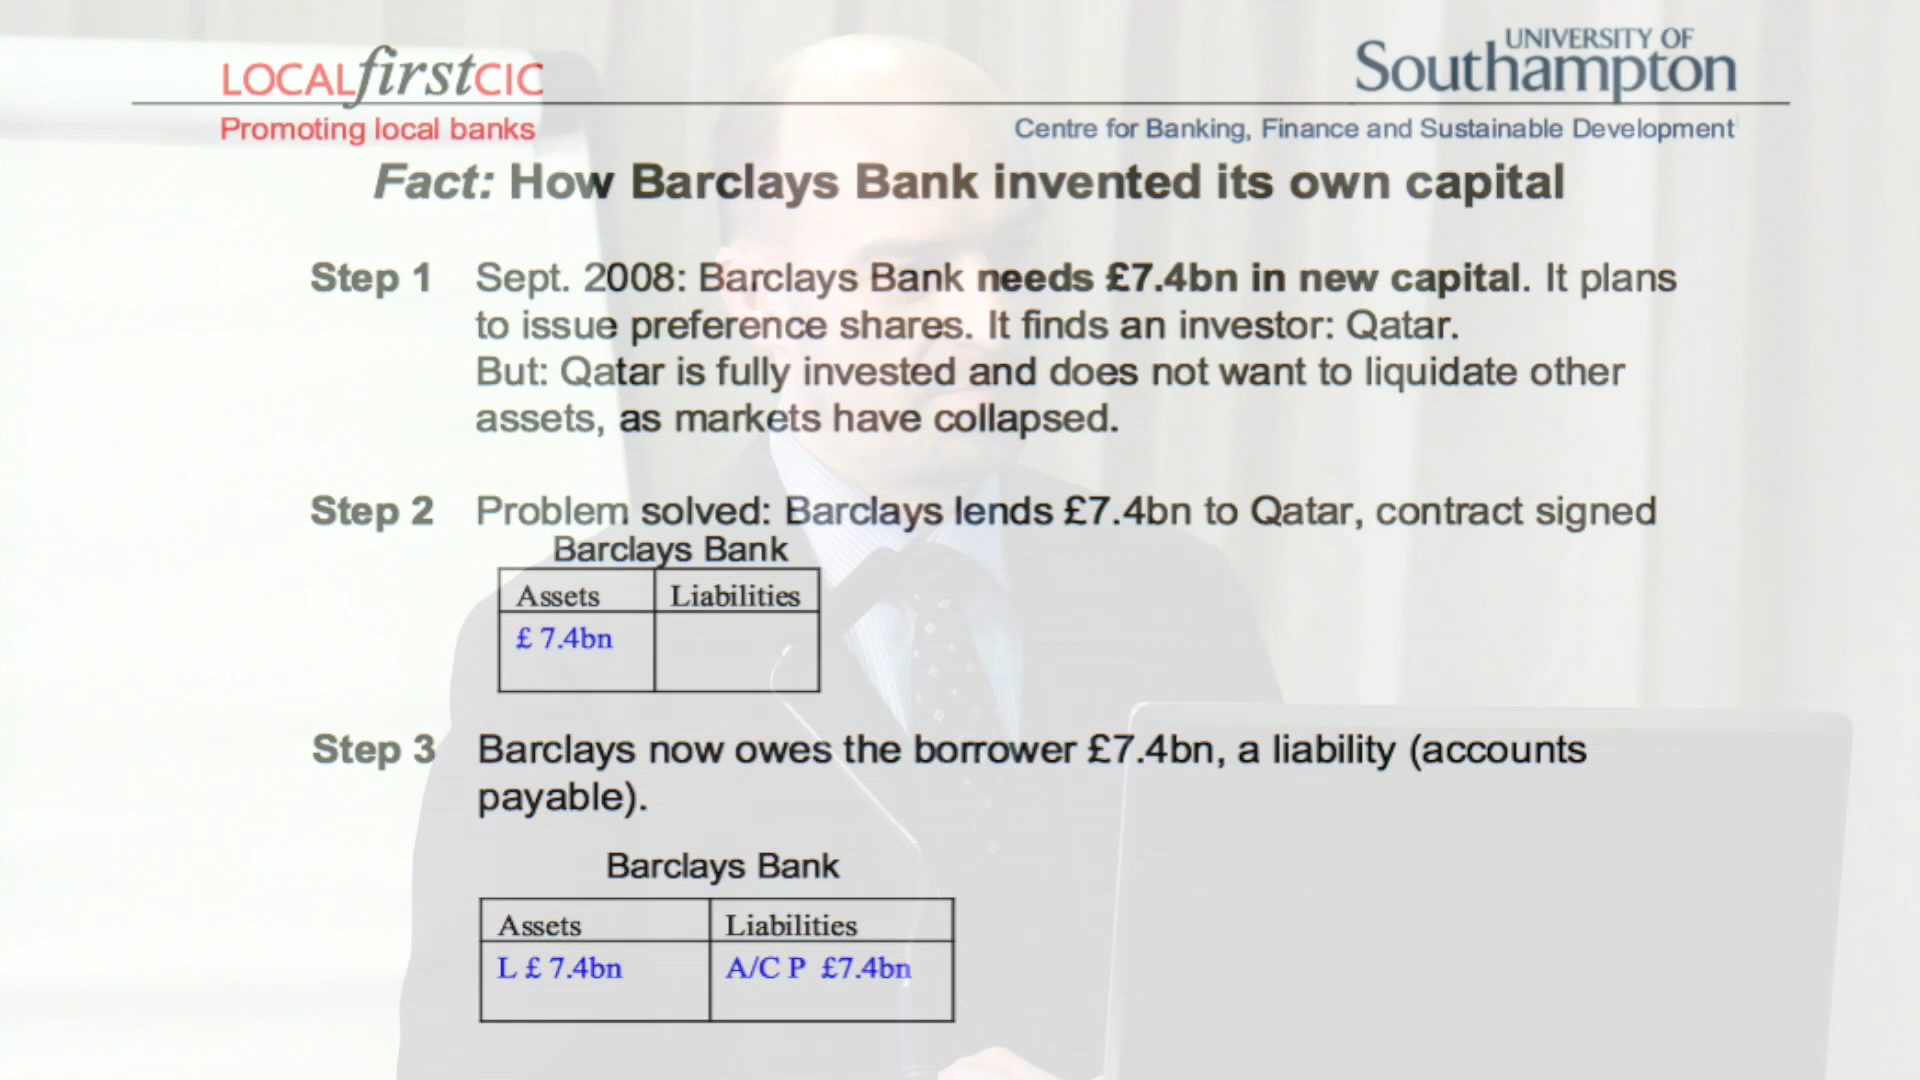 LOCALfirstCIC
Promoting local banks
UNIVERSITY OF
Southampton
Centre for Banking, Finance and Sustainable Development
Fact: How Barclays Bank invented its own capital
Step 1 Sept. 2008: Barclays Bank needs £7.4bn in new capital. It plans
to issue preference shares. It finds an investor: Qatar.
But: Qatar is fully invested and does not want to liquidate other
assets, as markets have collapsed.
Step 2 Problem solved: Barclays lends £7.4bn to Qatar, contract signed
Barclays Bank
Assets Liabilities
£ 7.4bn
Step 3 Barclays now owes the borrower £7.4bn, a liability (accounts
payable).
Barclays Bank
Assets Liabilities
L £ 7.4bn A/C P £7.4bn